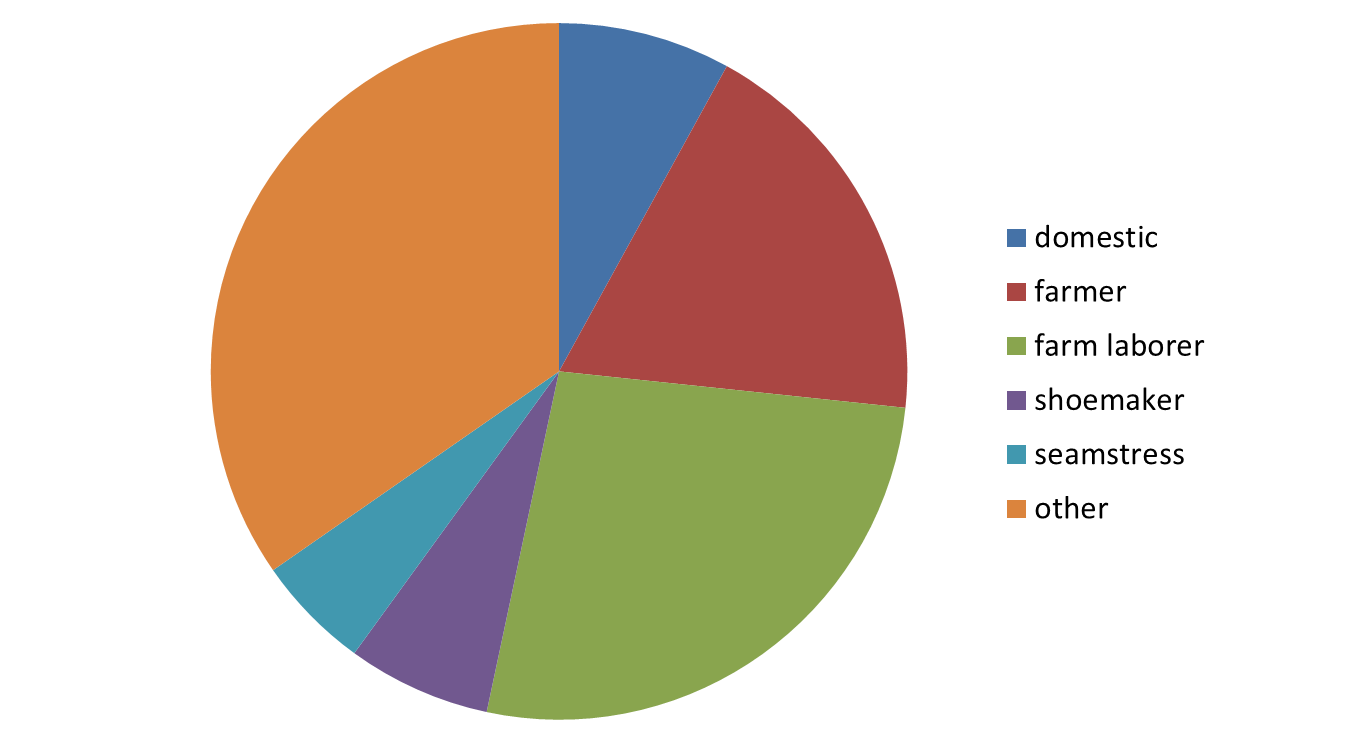 domestic
farmer
farm laborer
shoemaker
seamstress
other